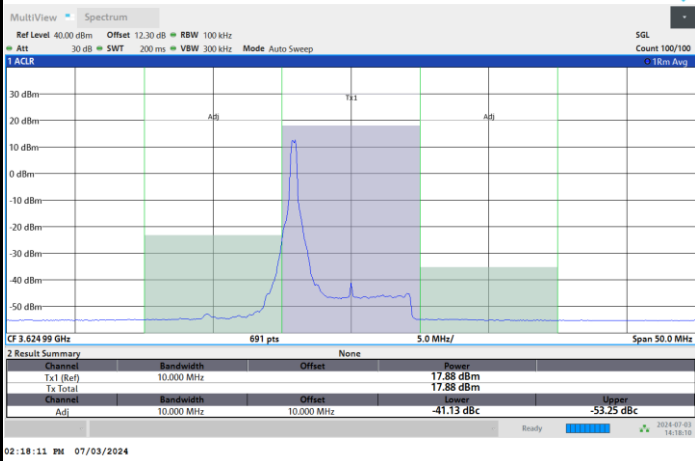 MultiView Spectrum
Ref Level 40.00 dBm Offset 12.30 dB RBW 100 kHz SGL
Att 30 dB SWT 200 ms VBW 300 kHz Mode Auto Sweep Count 100/100
1 ACLR 1Rm Avg
30 dBm
Tx1
20 dBm
Adj Adj
10 dBm
0 dBm
-10 dBm
-20 dBm
-30 dBm
-40 dBm
-50 dBm
CF 3.624 99 GHz 691 pts 5.0 MHz/ Span 50.0 MHz
2 Result Summary None
Channel Bandwidth Offset Power
Tx1 (Ref) 10.000 MHz 17.88 dBm
Tx Total 17.88 dBm
Channel Bandwidth Offset Lower Upper
Adj 10.000 MHz 10.000 MHz -41.13 dBc -53.25 dBc
Ready 2024-07-03
14:18:10
02:18:11 PM 07/03/2024